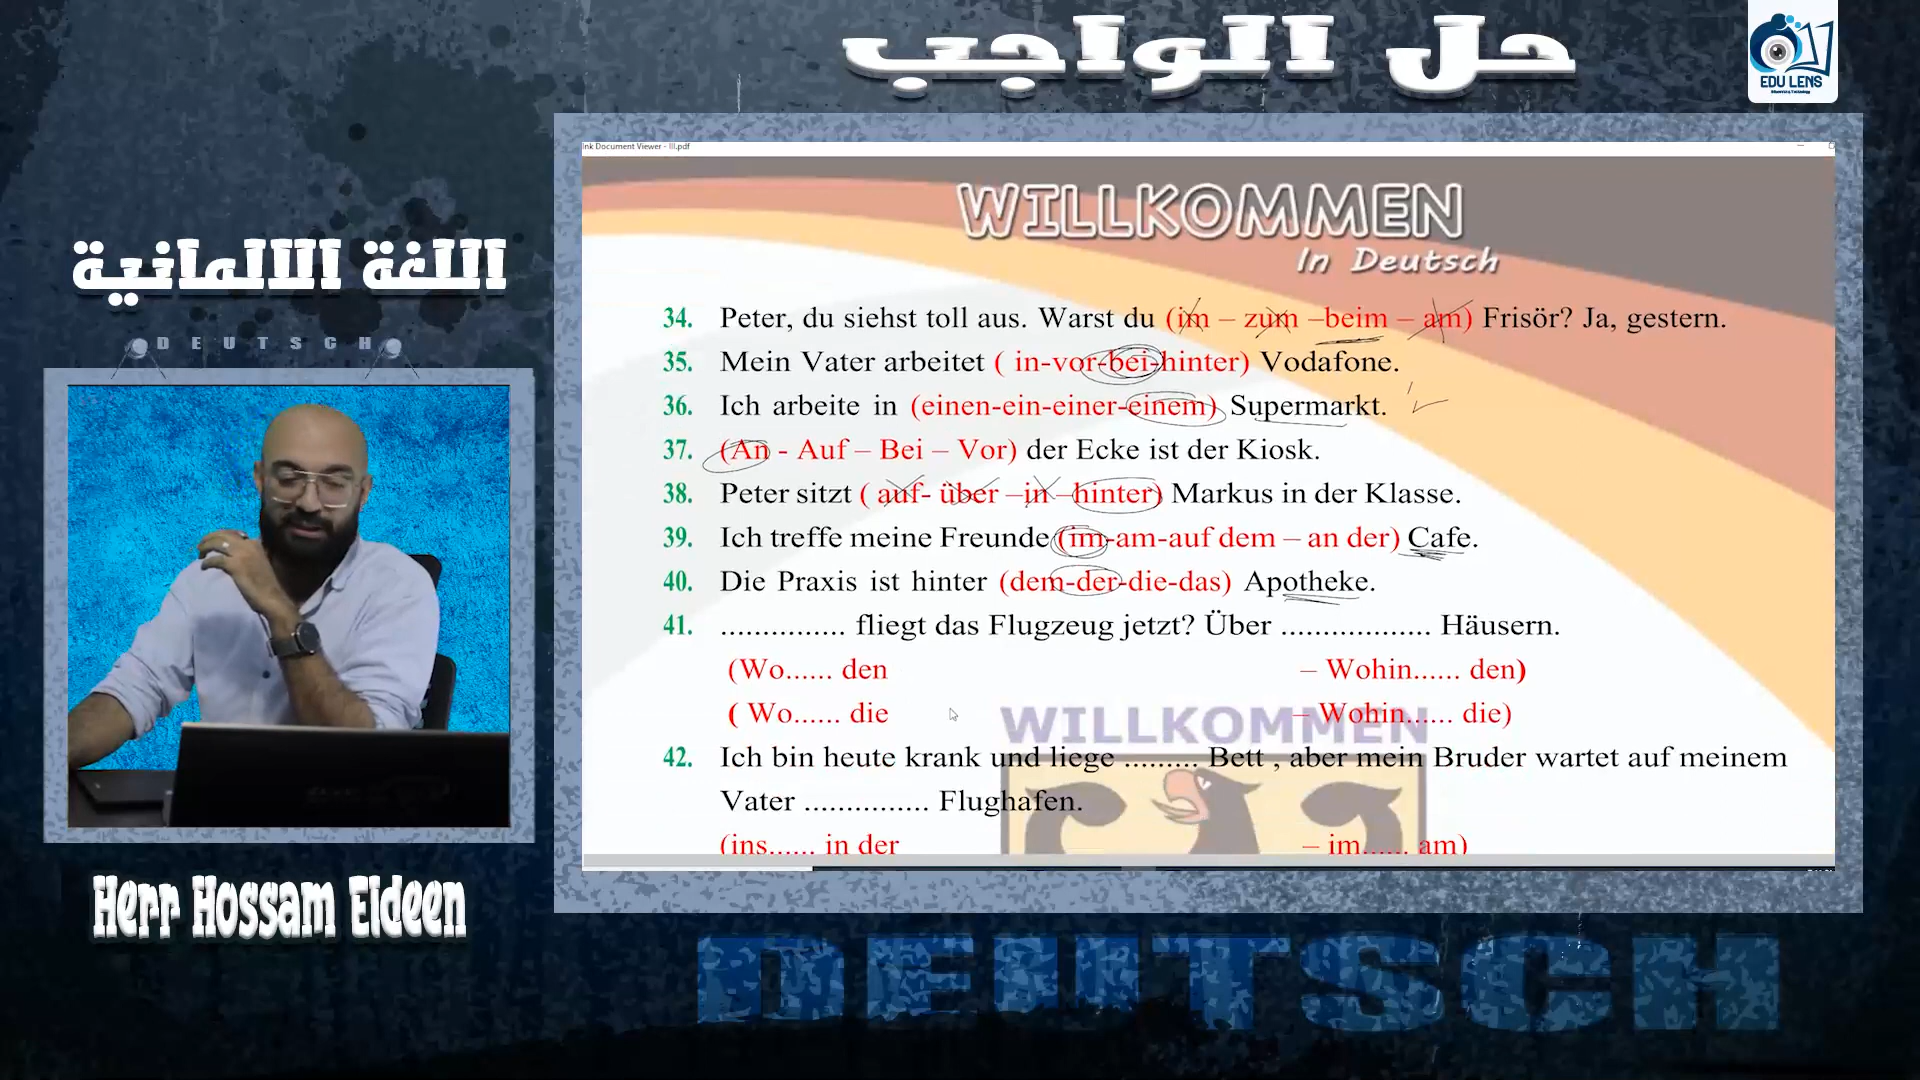 حل الواجب
EDU LENS
اللغة الالمانية
DEUTSCH
Herr Hossam Eldeen
Ink Document Viewer - III.pdf
WILLKOMMEN
In Deutsch
34. Peter, du siehst toll aus. Warst du (im – zum –beim – am) Frisör? Ja, gestern.
35. Mein Vater arbeitet ( in-vor-bei-hinter) Vodafone.
36. Ich arbeite in (einen-ein-einer-einem) Supermarkt.
37. (An - Auf – Bei – Vor) der Ecke ist der Kiosk.
38. Peter sitzt ( auf- über –in –hinter) Markus in der Klasse.
39. Ich treffe meine Freunde (im-am-auf dem – an der) Cafe.
40. Die Praxis ist hinter (dem-der-die-das) Apotheke.
41. ............... fliegt das Flugzeug jetzt? Über .................. Häusern.
(Wo...... den – Wohin...... den)
( Wo...... die – Wohin...... die)
WILLKOMMEN
42. Ich bin heute krank und liege ......... Bett , aber mein Bruder wartet auf meinem
Vater ............... Flughafen.
(ins...... in der – im...... am)
DEUTSCH